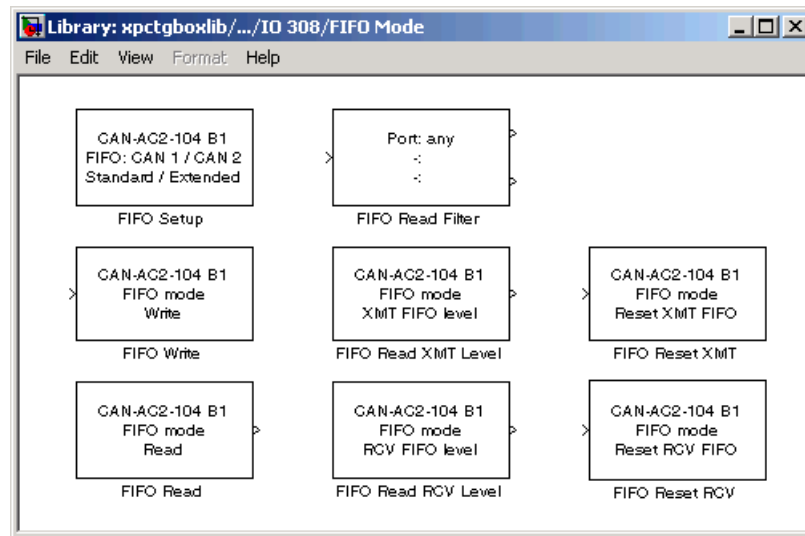 Library: xpctgboxlib/.../IO 308/FIFO Mode
File Edit View Format Help
CAN-AC2-104 B1
FIFO: CAN 1 / CAN 2
Standard / Extended
FIFO Setup
Port: any
-:
-:
FIFO Read Filter
CAN-AC2-104 B1
FIFO mode
Write
FIFO Write
CAN-AC2-104 B1
FIFO mode
XMT FIFO level
FIFO Read XMT Level
CAN-AC2-104 B1
FIFO mode
Reset XMT FIFO
FIFO Reset XMT
CAN-AC2-104 B1
FIFO mode
Read
FIFO Read
CAN-AC2-104 B1
FIFO mode
RCV FIFO level
FIFO Read RCV Level
CAN-AC2-104 B1
FIFO mode
Reset RCV FIFO
FIFO Reset RCV